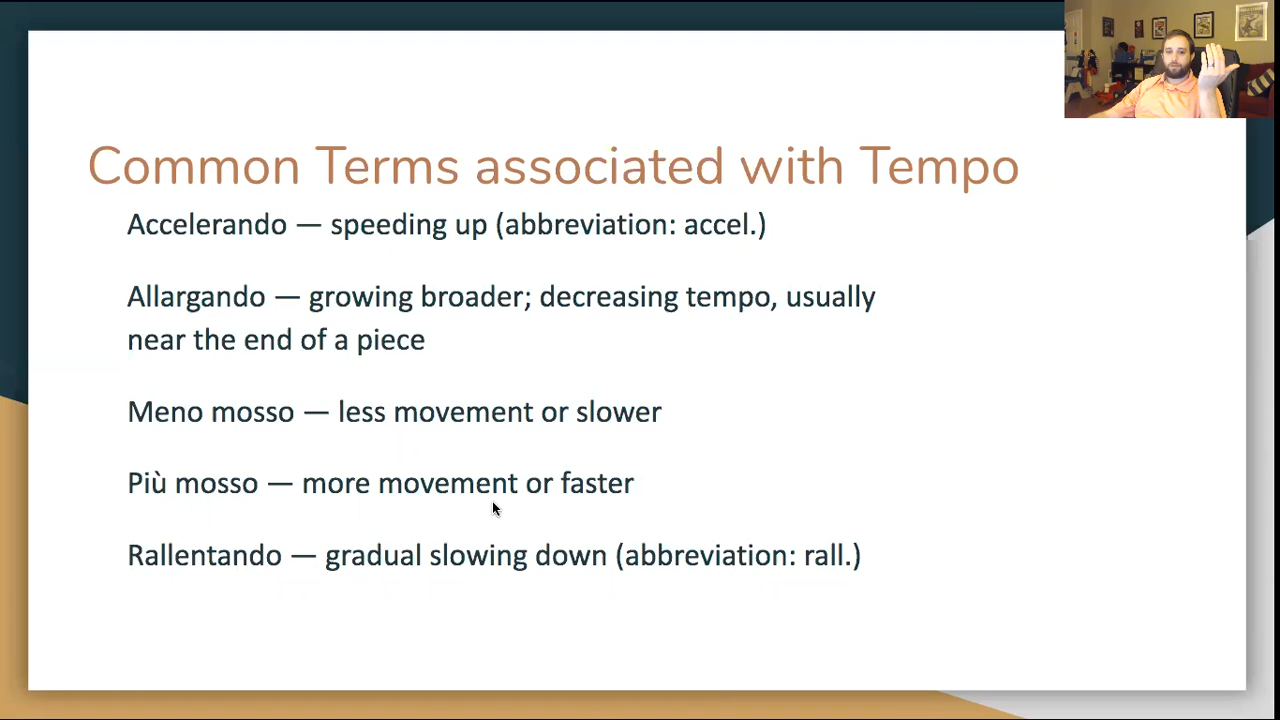 Common Terms associated with Tempo
Accelerando — speeding up (abbreviation: accel.)
Allargando — growing broader; decreasing tempo, usually
near the end of a piece
Meno mosso — less movement or slower
Più mosso — more movement or faster
Rallentando — gradual slowing down (abbreviation: rall.)